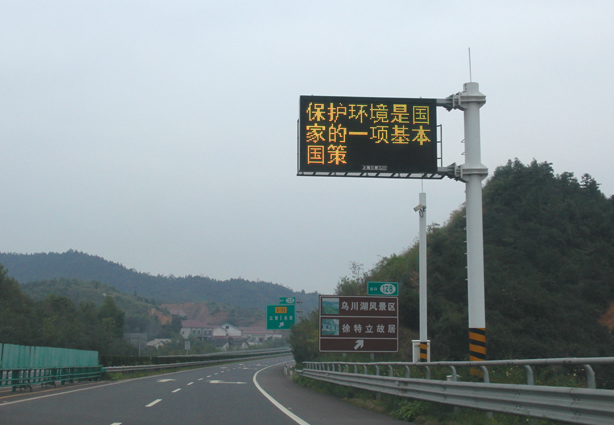 保护环境是国
家的一项基本
国策
128
乌川湖风景区
徐特立故居